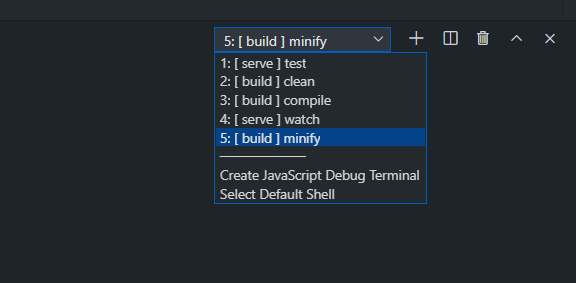 5: [ build ] minify
1: [ serve ] test
2: [ build ] clean
3: [ build ] compile
4: [ serve ] watch
5: [ build ] minify
Create JavaScript Debug Terminal
Select Default Shell